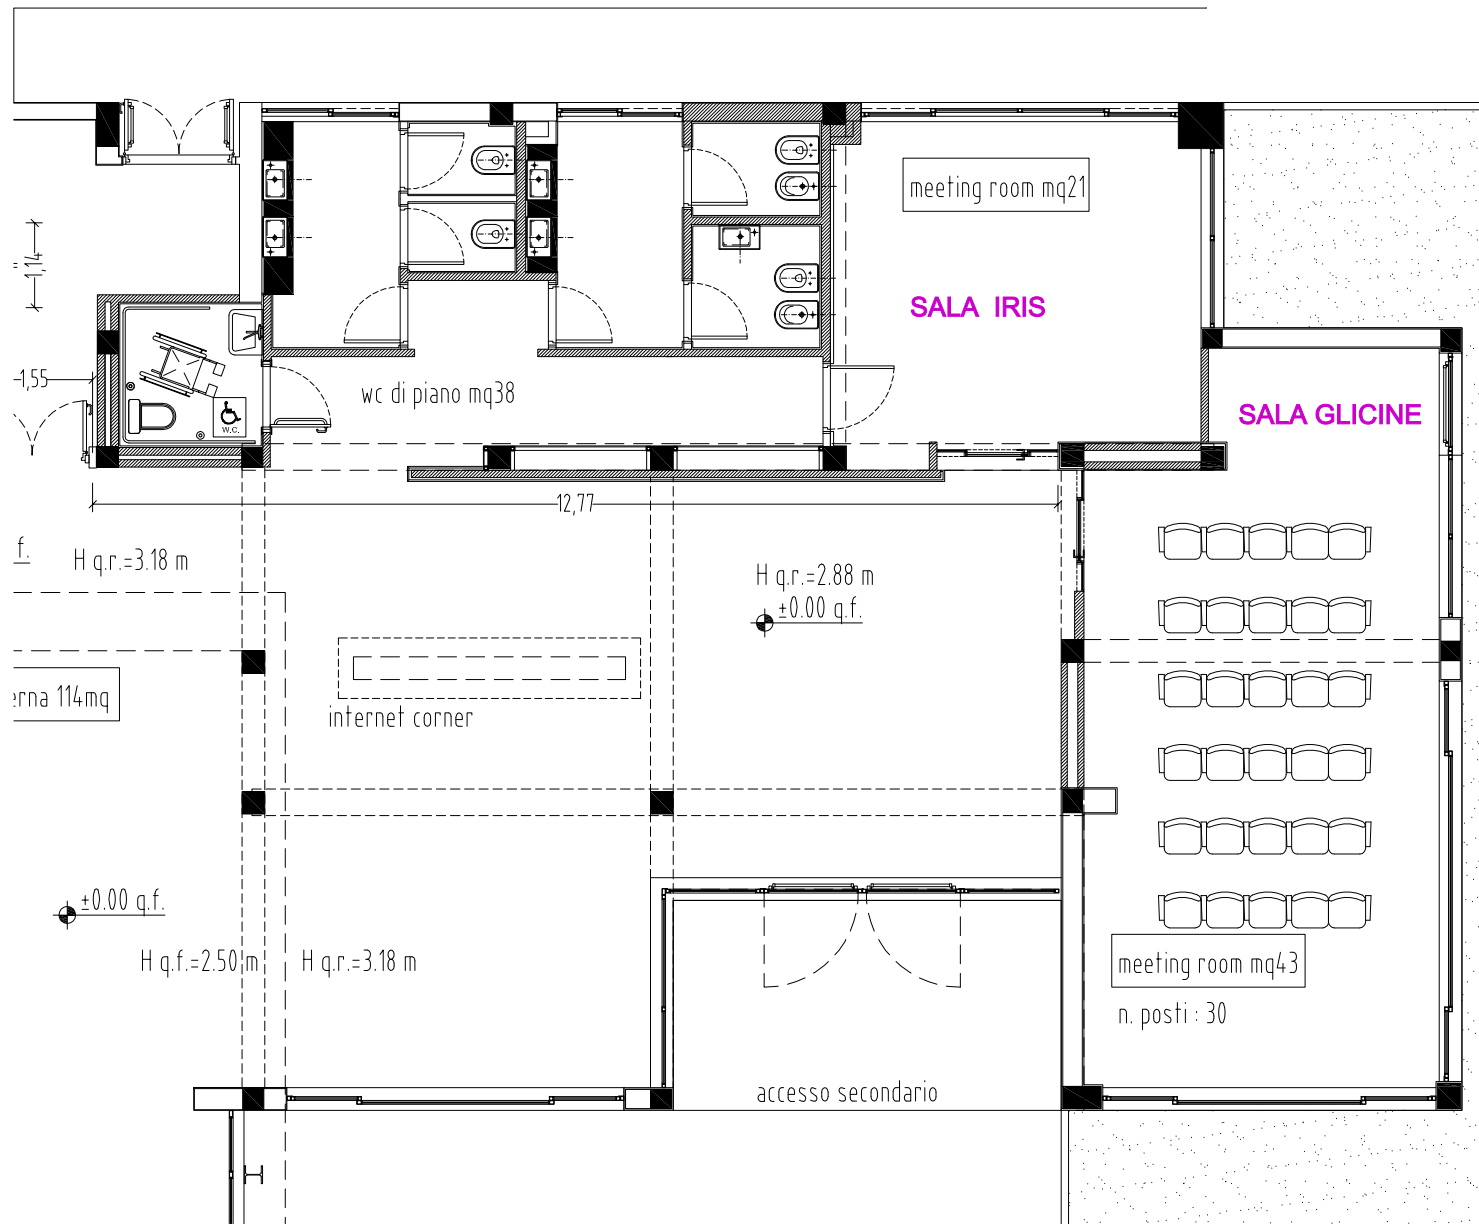 meeting room mq21
1,14
SALA IRIS
1,55
wc di piano mq38
W.C.
SALA GLICINE
12,77
f.
H q.r.=3.18 m
H q.r.=2.88 m
±0.00 q.f.
erna 114mq
internet corner
±0.00 q.f.
H q.f.=2.50 m
H q.r.=3.18 m
meeting room mq43
n. posti : 30
accesso secondario